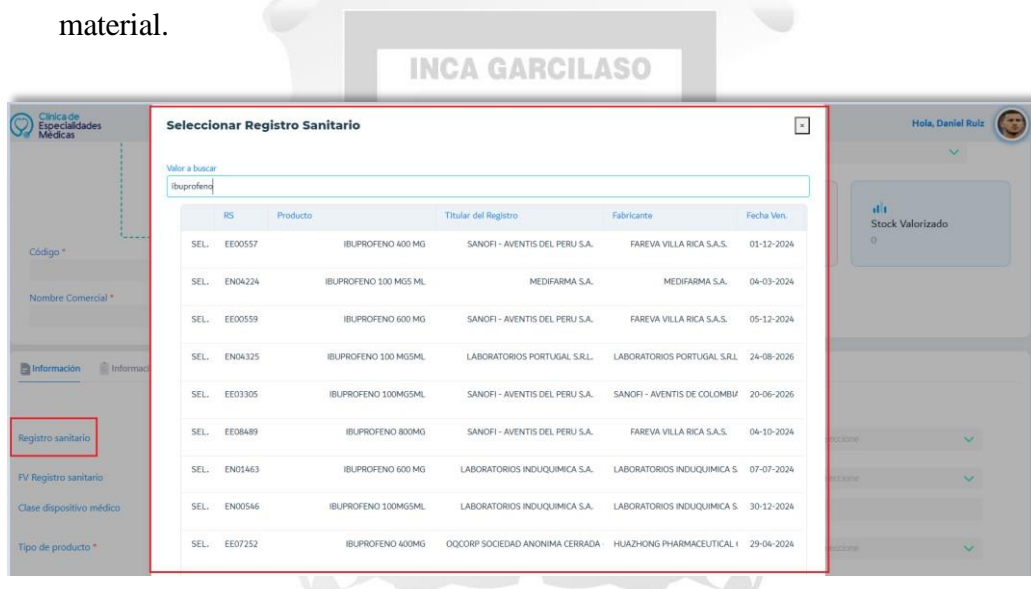 material.
INCA GARCILASO
Clínica de
Especialidades
Médicas
Seleccionar Registro Sanitario
x
Hola, Daniel Ruiz
Valor a buscar
ibuprofeno
RS Producto Titular del Registro Fabricante Fecha Ven.
SEL. EE00557 IBUPROFENO 400 MG SANOFI - AVENTIS DEL PERU S.A. FAREVA VILLA RICA S.A.S. 01-12-2024
SEL. EN04224 IBUPROFENO 100 MG5 ML MEDIFARMA S.A. MEDIFARMA S.A. 04-03-2024
SEL. EE00559 IBUPROFENO 600 MG SANOFI - AVENTIS DEL PERU S.A. FAREVA VILLA RICA S.A.S. 05-12-2024
SEL. EN04325 IBUPROFENO 100 MG5ML LABORATORIOS PORTUGAL S.R.L. LABORATORIOS PORTUGAL S.R.L 24-08-2026
SEL. EE03305 IBUPROFENO 100MG5ML SANOFI - AVENTIS DEL PERU S.A. SANOFI - AVENTIS DE COLOMBIA 20-06-2026
SEL. EE08489 IBUPROFENO 800MG SANOFI - AVENTIS DEL PERU S.A. FAREVA VILLA RICA S.A.S. 04-10-2024
SEL. EN01463 IBUPROFENO 600 MG LABORATORIOS INDUQUIMICA S.A. LABORATORIOS INDUQUIMICA S. 07-07-2024
SEL. EN00546 IBUPROFENO 100MG5ML LABORATORIOS INDUQUIMICA S.A. LABORATORIOS INDUQUIMICA S. 30-12-2024
SEL. EE07252 IBUPROFENO 400MG OQCORP SOCIEDAD ANONIMA CERRADA HUAZHONG PHARMACEUTICAL 29-04-2024
Stock Valorizado
0
Código *
Nombre Comercial *
Información Informaci
Registro sanitario
FV Registro sanitario
Clase dispositivo médico
Tipo de producto *